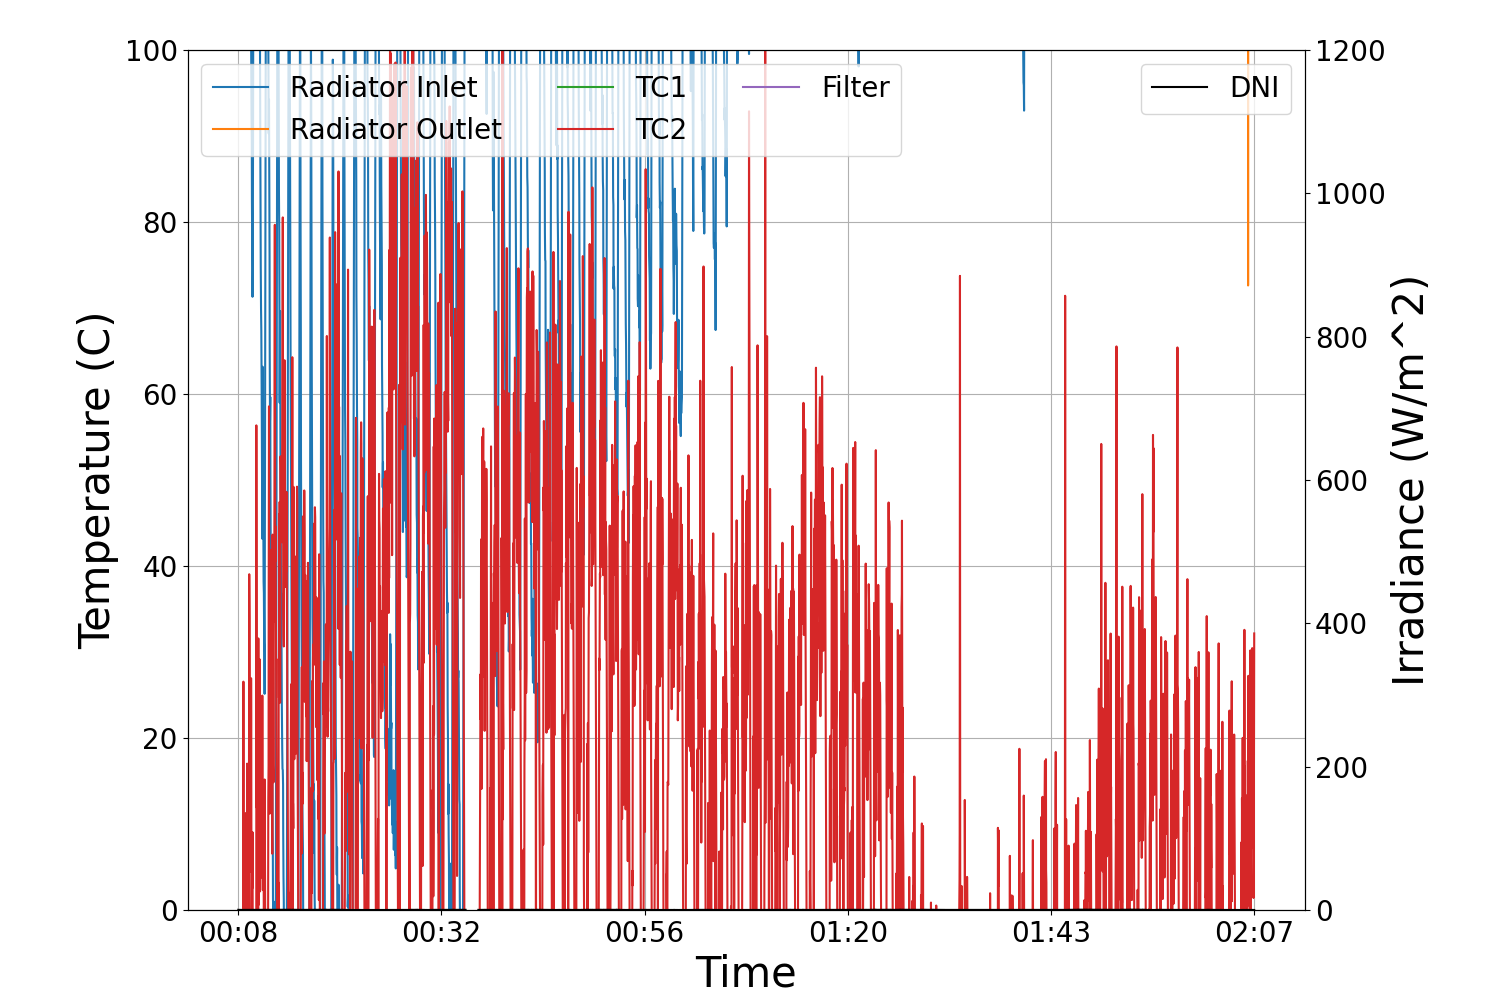 100
80
60
40
20
0
Temperature (C)
Radiator Inlet
Radiator Outlet
TC1
TC2
Filter
DNI
1200
1000
800
600
400
200
0
Irradiance (W/m^2)
00:08
00:32
00:56
01:20
01:43
02:07
Time